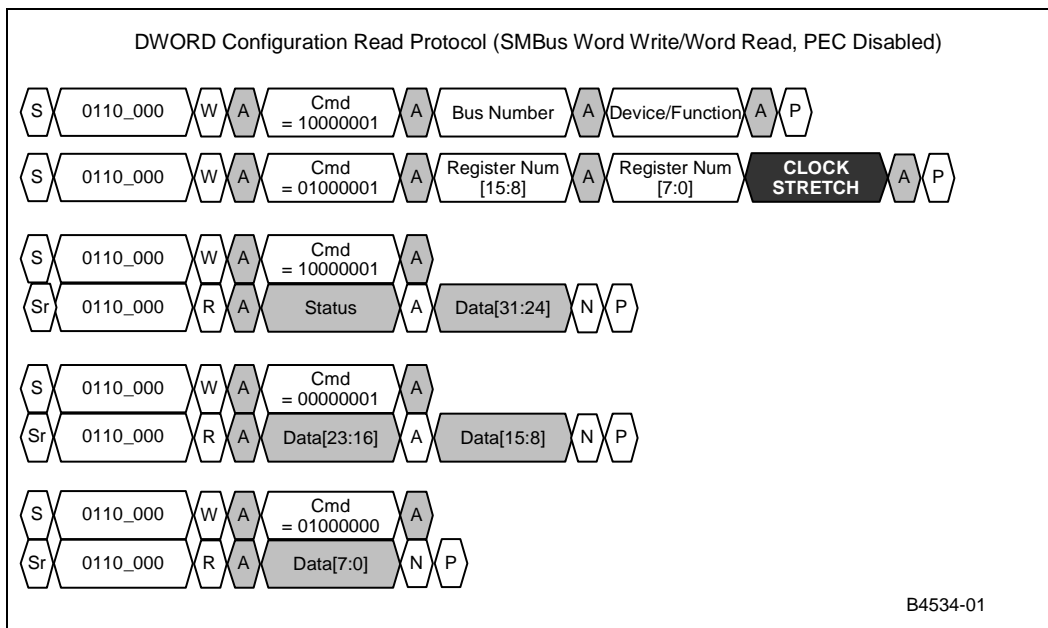 DWORD Configuration Read Protocol (SMBus Word Write/Word Read, PEC Disabled)
S 0110_000 W A Cmd = 10000001 A Bus Number A Device/Function A P
S 0110_000 W A Cmd = 01000001 A Register Num [15:8] A Register Num [7:0] CLOCK STRETCH A P
S 0110_000 W A Cmd = 10000001 A
Sr 0110_000 R A Status A Data[31:24] N P
S 0110_000 W A Cmd = 00000001 A
Sr 0110_000 R A Data[23:16] A Data[15:8] N P
S 0110_000 W A Cmd = 01000000 A
Sr 0110_000 R A Data[7:0] N P
B4534-01